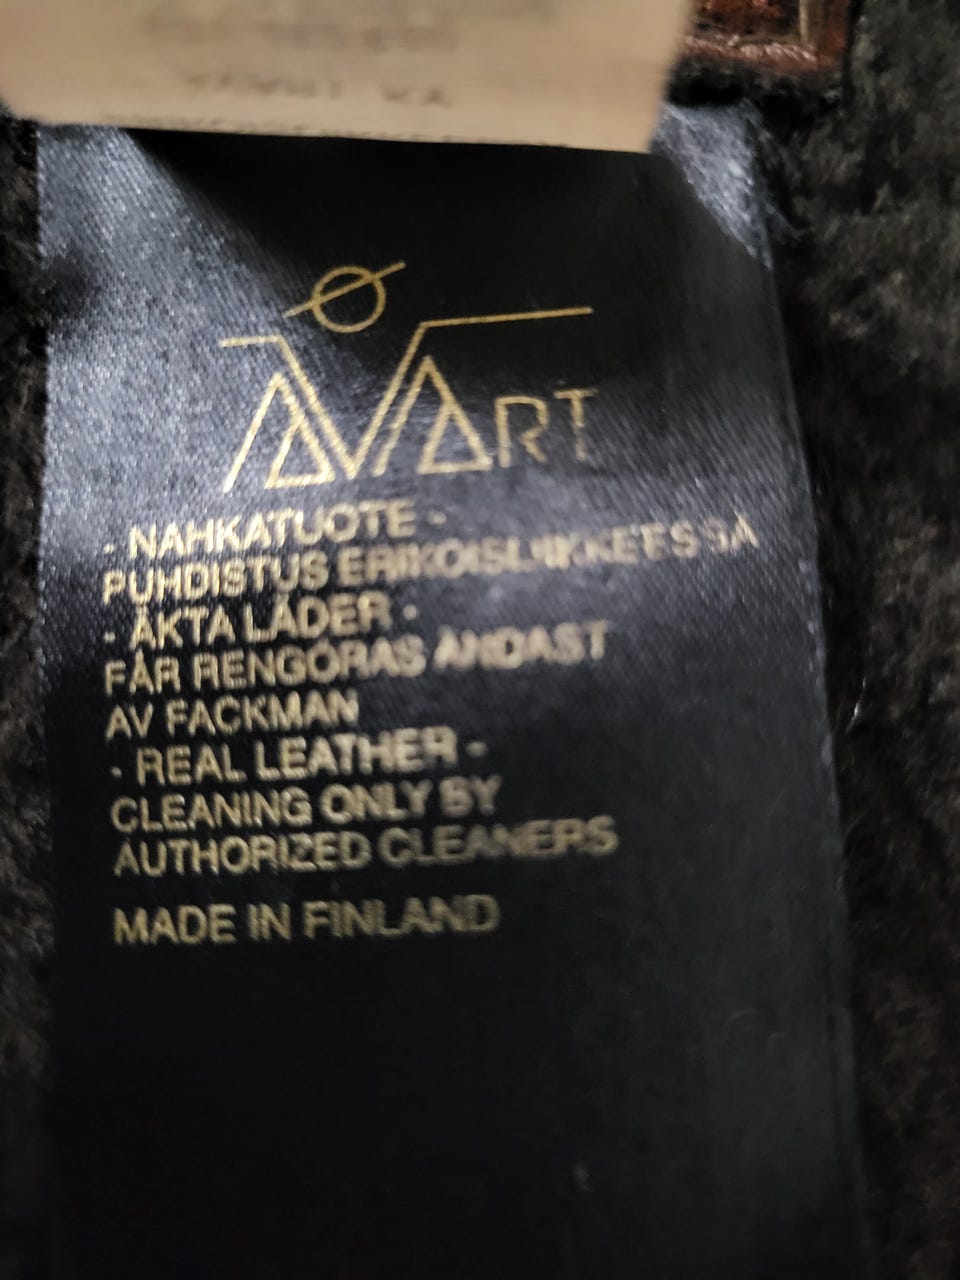 AVART
- NAHKATUOTE -
PUHDISTUS ERIKOISLIIKKEESSÄ
- ÄKTA LÄDER -
FÅR RENGÖRAS ANDAST
AV FACKMAN
- REAL LEATHER -
CLEANING ONLY BY
AUTHORIZED CLEANERS
MADE IN FINLAND